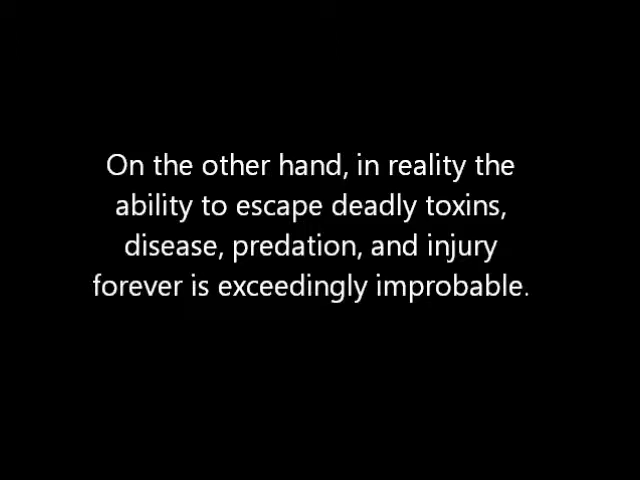 On the other hand, in reality the
ability to escape deadly toxins,
disease, predation, and injury
forever is exceedingly improbable.